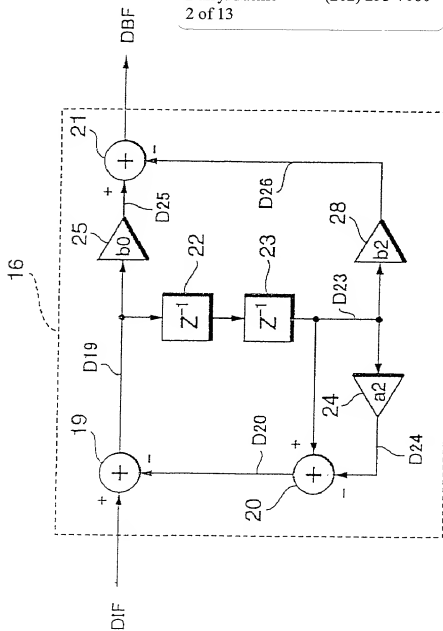 2 of 13
16
DIF
+
19
+
−
D19
25
b0
D25
+
21
+
−
DBF
22
Z⁻¹
23
Z⁻¹
D20
D23
D26
20
+
+
−
D24
24
a2
28
b2